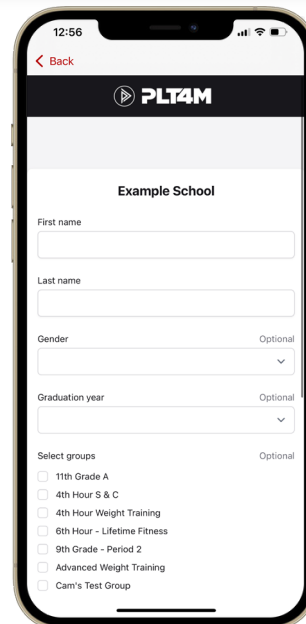 12:56
Back
PLT4M
Example School
First name
Last name
Gender Optional
Graduation year Optional
Select groups Optional
11th Grade A
4th Hour S & C
4th Hour Weight Training
6th Hour - Lifetime Fitness
9th Grade - Period 2
Advanced Weight Training
Cam's Test Group